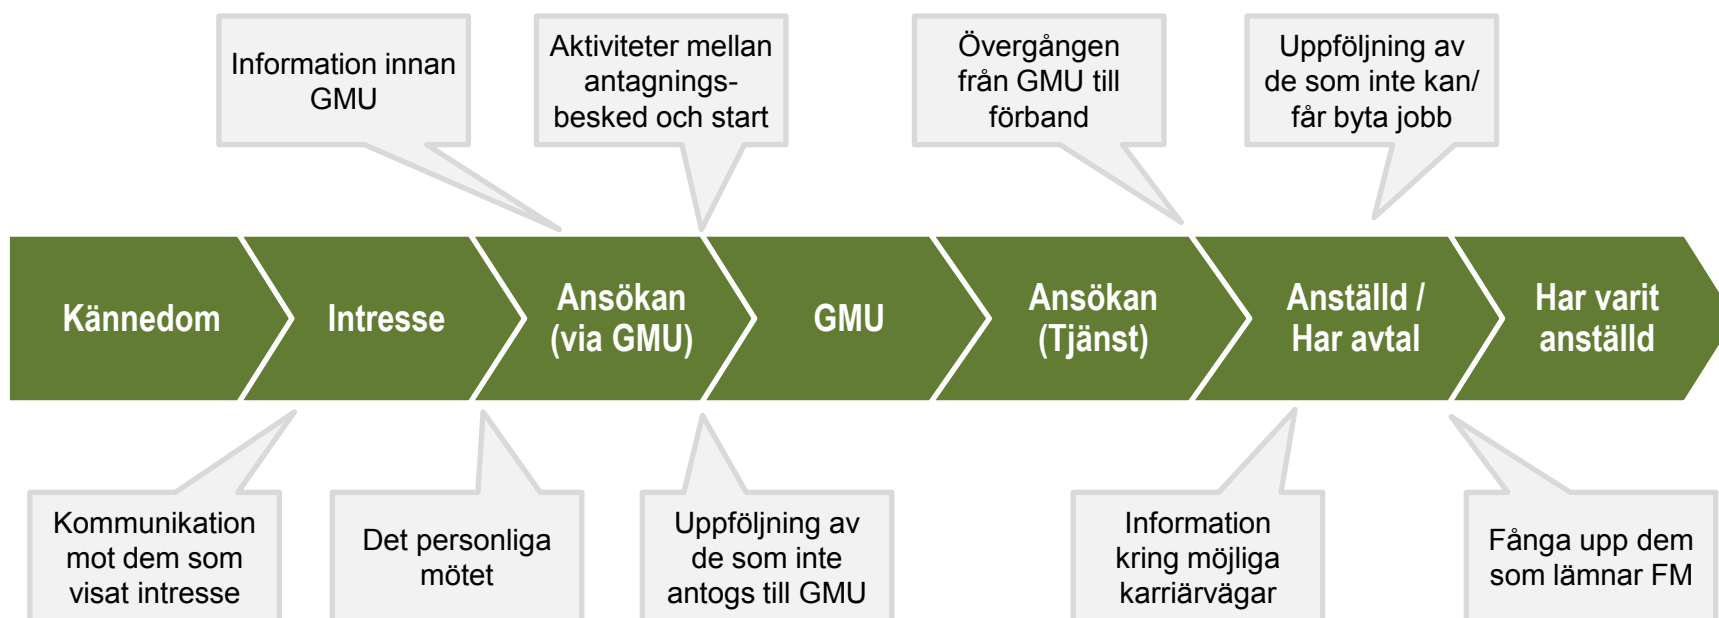 Information innan
GMU
Aktiviteter mellan
antagnings-
besked och start
Övergången
från GMU till
förband
Uppföljning av
de som inte kan/
får byta jobb
Kännedom
Intresse
Ansökan
(via GMU)
GMU
Ansökan
(Tjänst)
Anställd /
Har avtal
Har varit
anställd
Kommunikation
mot dem som
visat intresse
Det personliga
mötet
Uppföljning av
de som inte
antogs till GMU
Information
kring möjliga
karriärvägar
Fånga upp dem
som lämnar FM